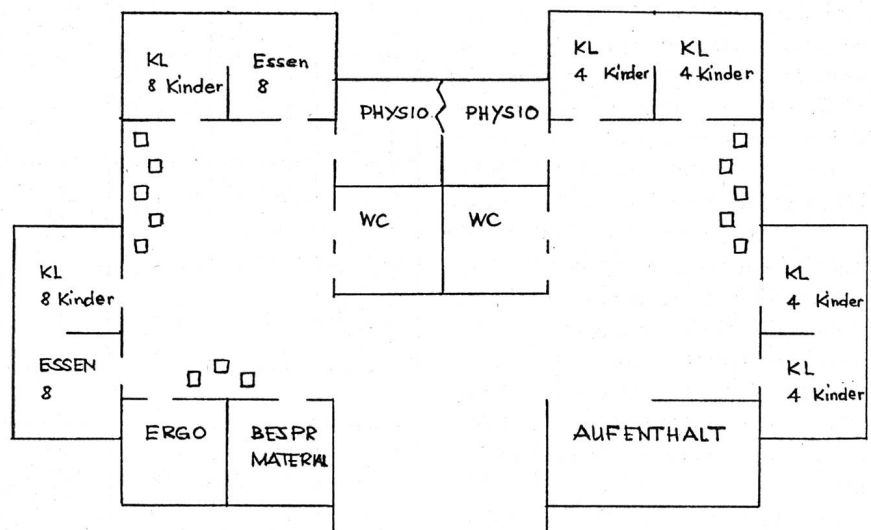 KL
8 Kinder
Essen
8
KL
4 Kinder
KL
4 Kinder
PHYSIO
PHYSIO
WC
WC
KL
8 Kinder
ESSEN
8
KL
4 Kinder
KL
4 Kinder
ERGO
BESPR
MATERIAL
AUFENTHALT